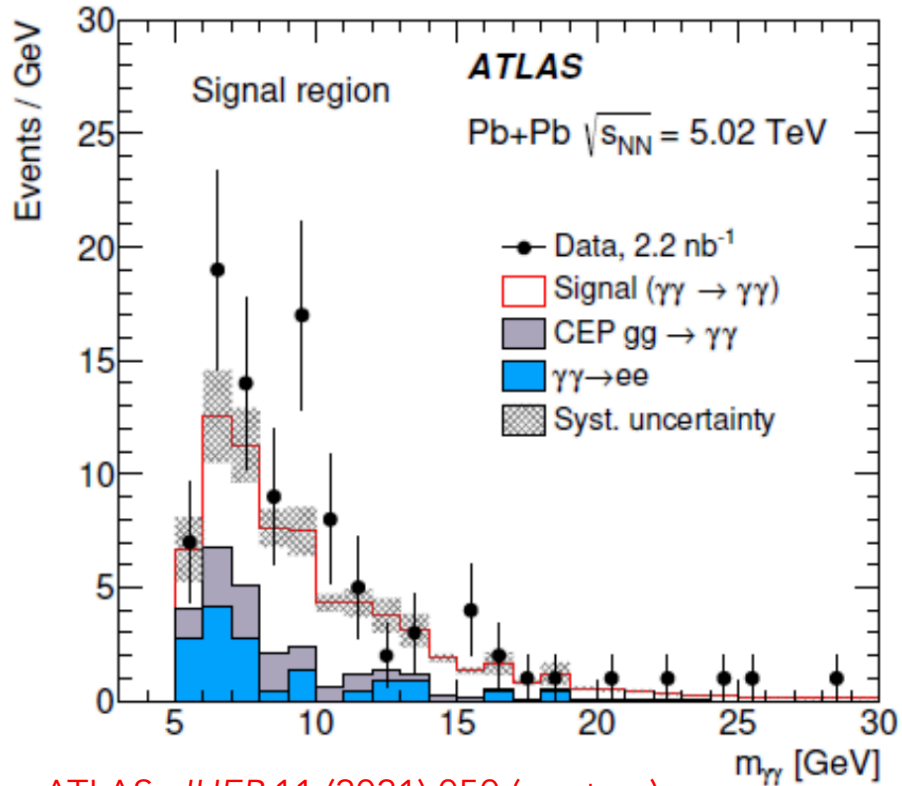 Events / GeV
30
25
20
15
10
5
0
Signal region
ATLAS
Pb+Pb √sNN = 5.02 TeV
Data, 2.2 nb⁻¹
Signal (γγ → γγ)
CEP gg → γγ
γγ→ee
Syst. uncertainty
5 10 15 20 25 30
mγγ [GeV]